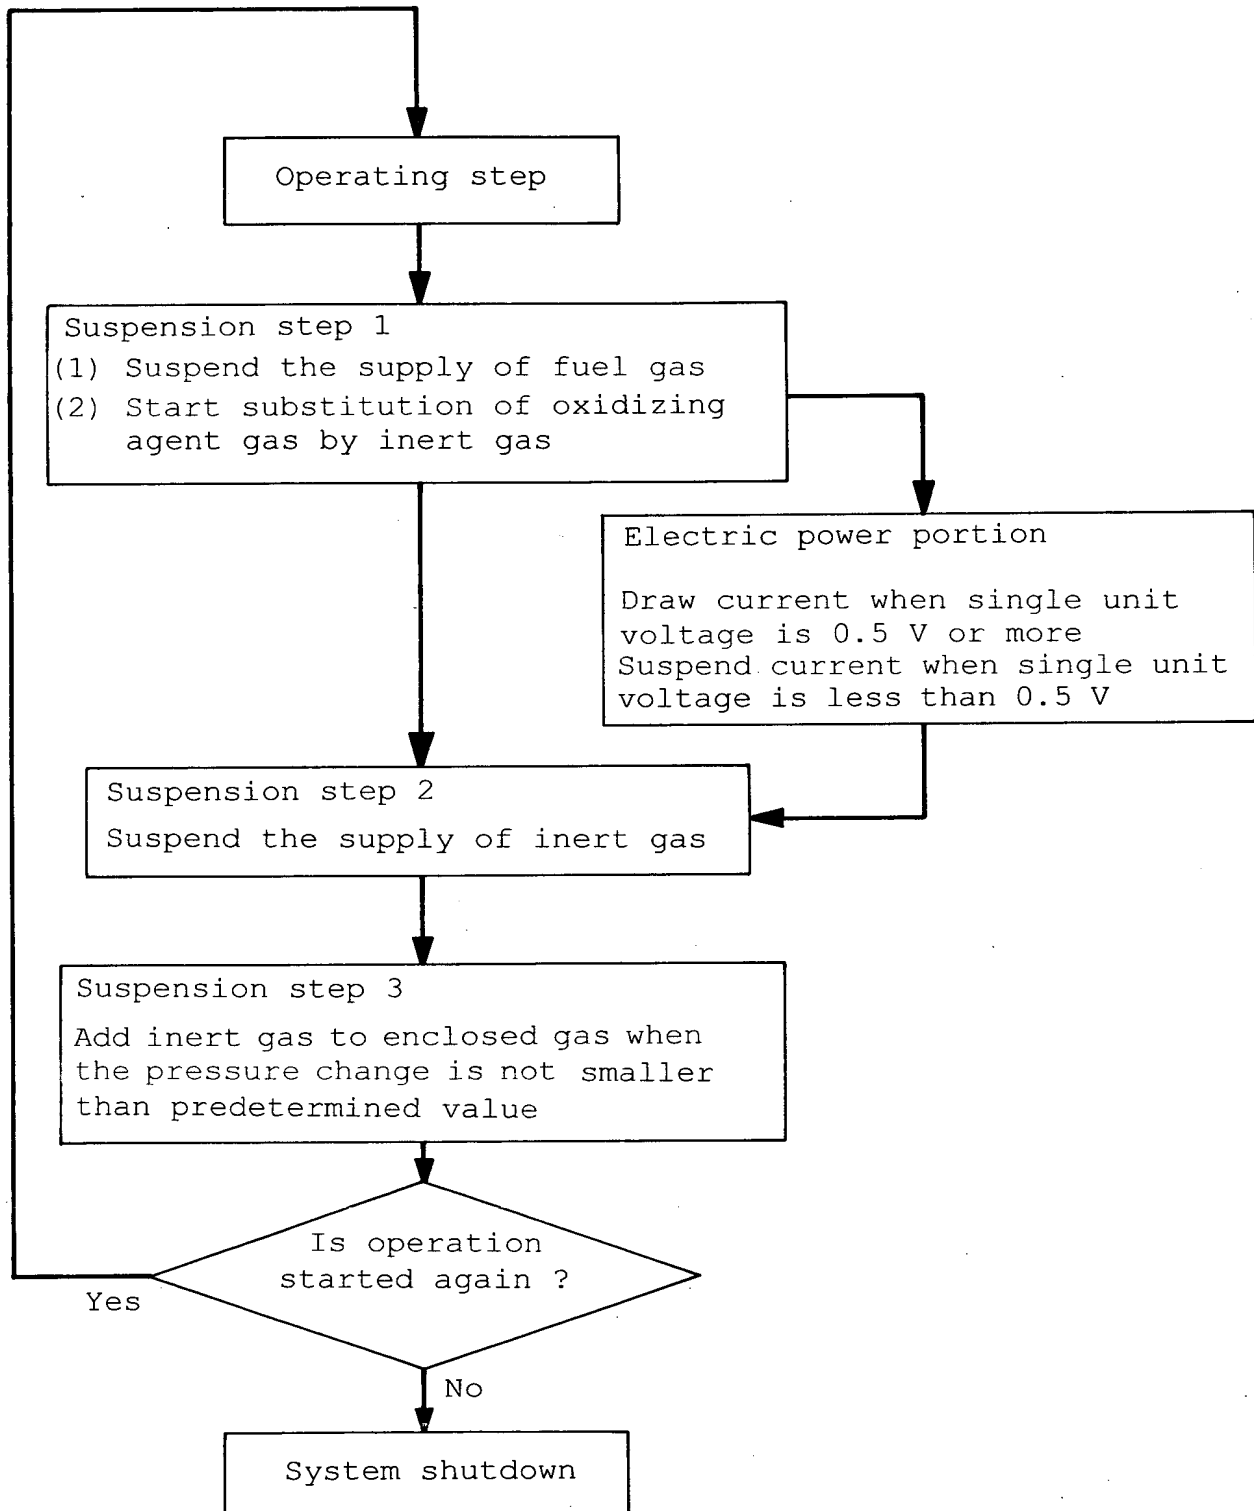 Operating step
Suspension step 1
(1) Suspend the supply of fuel gas
(2) Start substitution of oxidizing
agent gas by inert gas
Electric power portion
Draw current when single unit
voltage is 0.5 V or more
Suspend current when single unit
voltage is less than 0.5 V
Suspension step 2
Suspend the supply of inert gas
Suspension step 3
Add inert gas to enclosed gas when
the pressure change is not smaller
than predetermined value
Is operation
started again ?
Yes
No
System shutdown